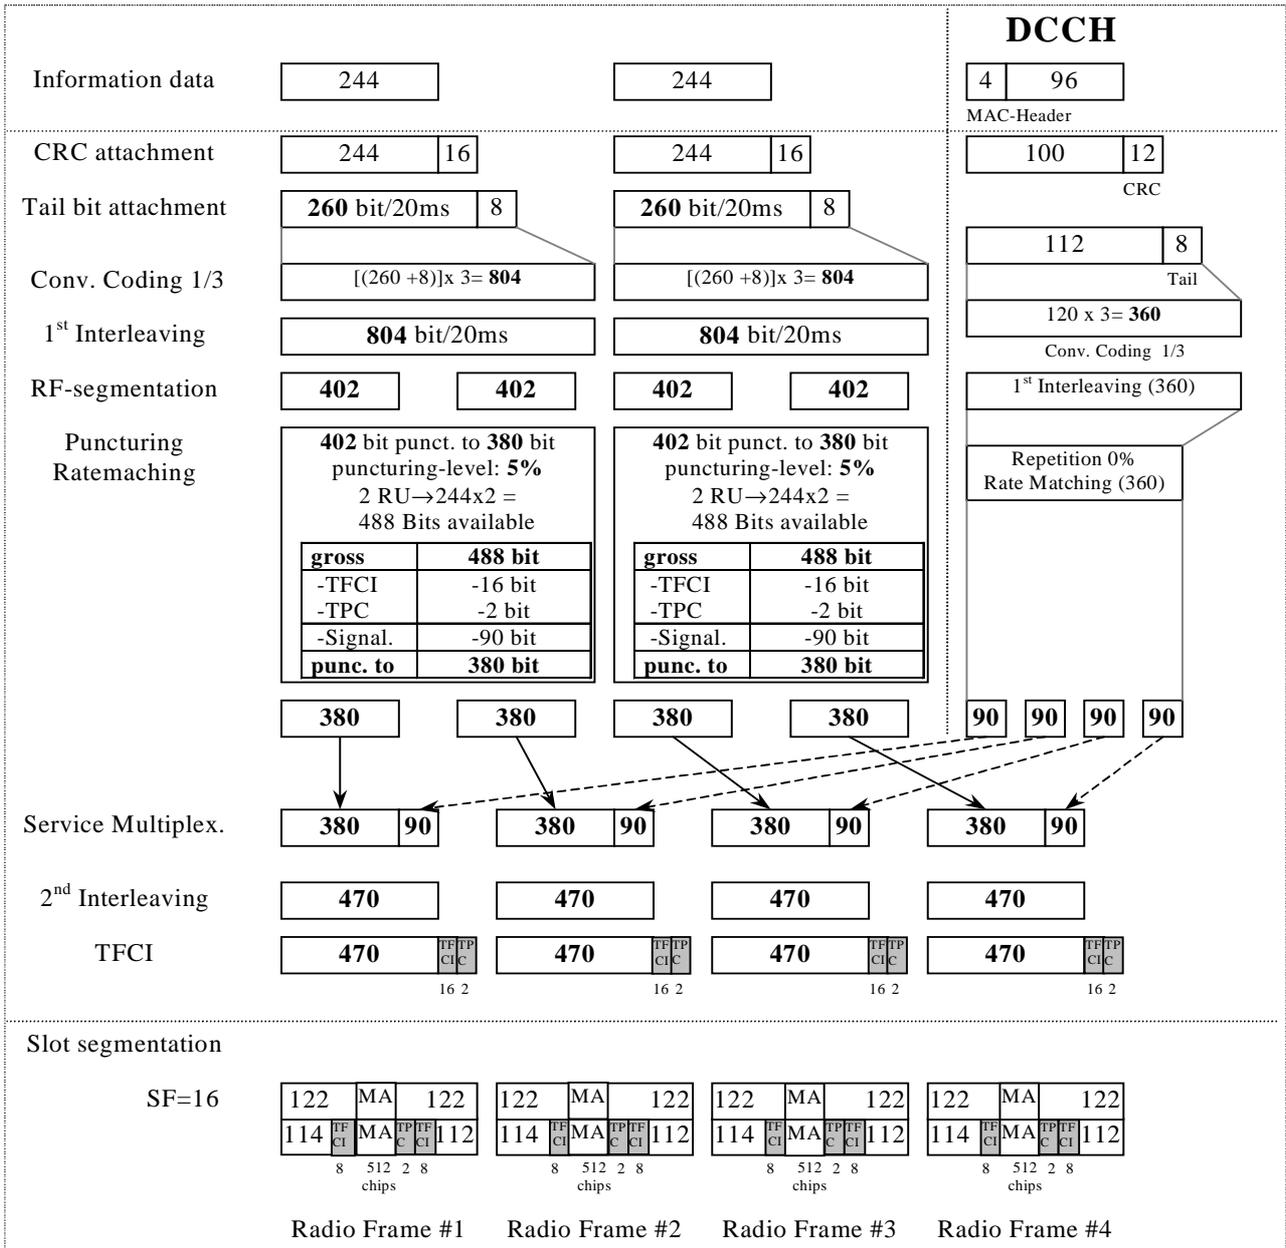 DCCH
Information data 244 244 4 96
MAC-Header
CRC attachment 244 16 244 16 100 12
CRC
Tail bit attachment 260 bit/20ms 8 260 bit/20ms 8
112 8
Tail
Conv. Coding 1/3 [(260 +8)]x 3= 804 [(260 +8)]x 3= 804
120 x 3= 360
Conv. Coding 1/3
1st Interleaving 804 bit/20ms 804 bit/20ms
RF-segmentation 402 402 402 402 1st Interleaving (360)
Puncturing
Ratemaching
402 bit punct. to 380 bit
puncturing-level: 5%
2 RU→244x2 =
488 Bits available
gross 488 bit
-TFCI -16 bit
-TPC -2 bit
-Signal. -90 bit
punc. to 380 bit
402 bit punct. to 380 bit
puncturing-level: 5%
2 RU→244x2 =
488 Bits available
gross 488 bit
-TFCI -16 bit
-TPC -2 bit
-Signal. -90 bit
punc. to 380 bit
Repetition 0%
Rate Matching (360)
380 380 380 380 90 90 90 90
Service Multiplex. 380 90 380 90 380 90 380 90
2nd Interleaving 470 470 470 470
TFCI 470 TFCI TPC 470 TFCI TPC 470 TFCI TPC 470 TFCI TPC
16 2 16 2 16 2 16 2
Slot segmentation
SF=16 122 MA 122 122 MA 122 122 MA 122 122 MA 122
114 TFCI MA TPC TFCI 112 114 TFCI MA TPC TFCI 112 114 TFCI MA TPC TFCI 112 114 TFCI MA TPC TFCI 112
8 512 2 8 8 512 2 8 8 512 2 8 8 512 2 8
chips chips chips chips
Radio Frame #1 Radio Frame #2 Radio Frame #3 Radio Frame #4